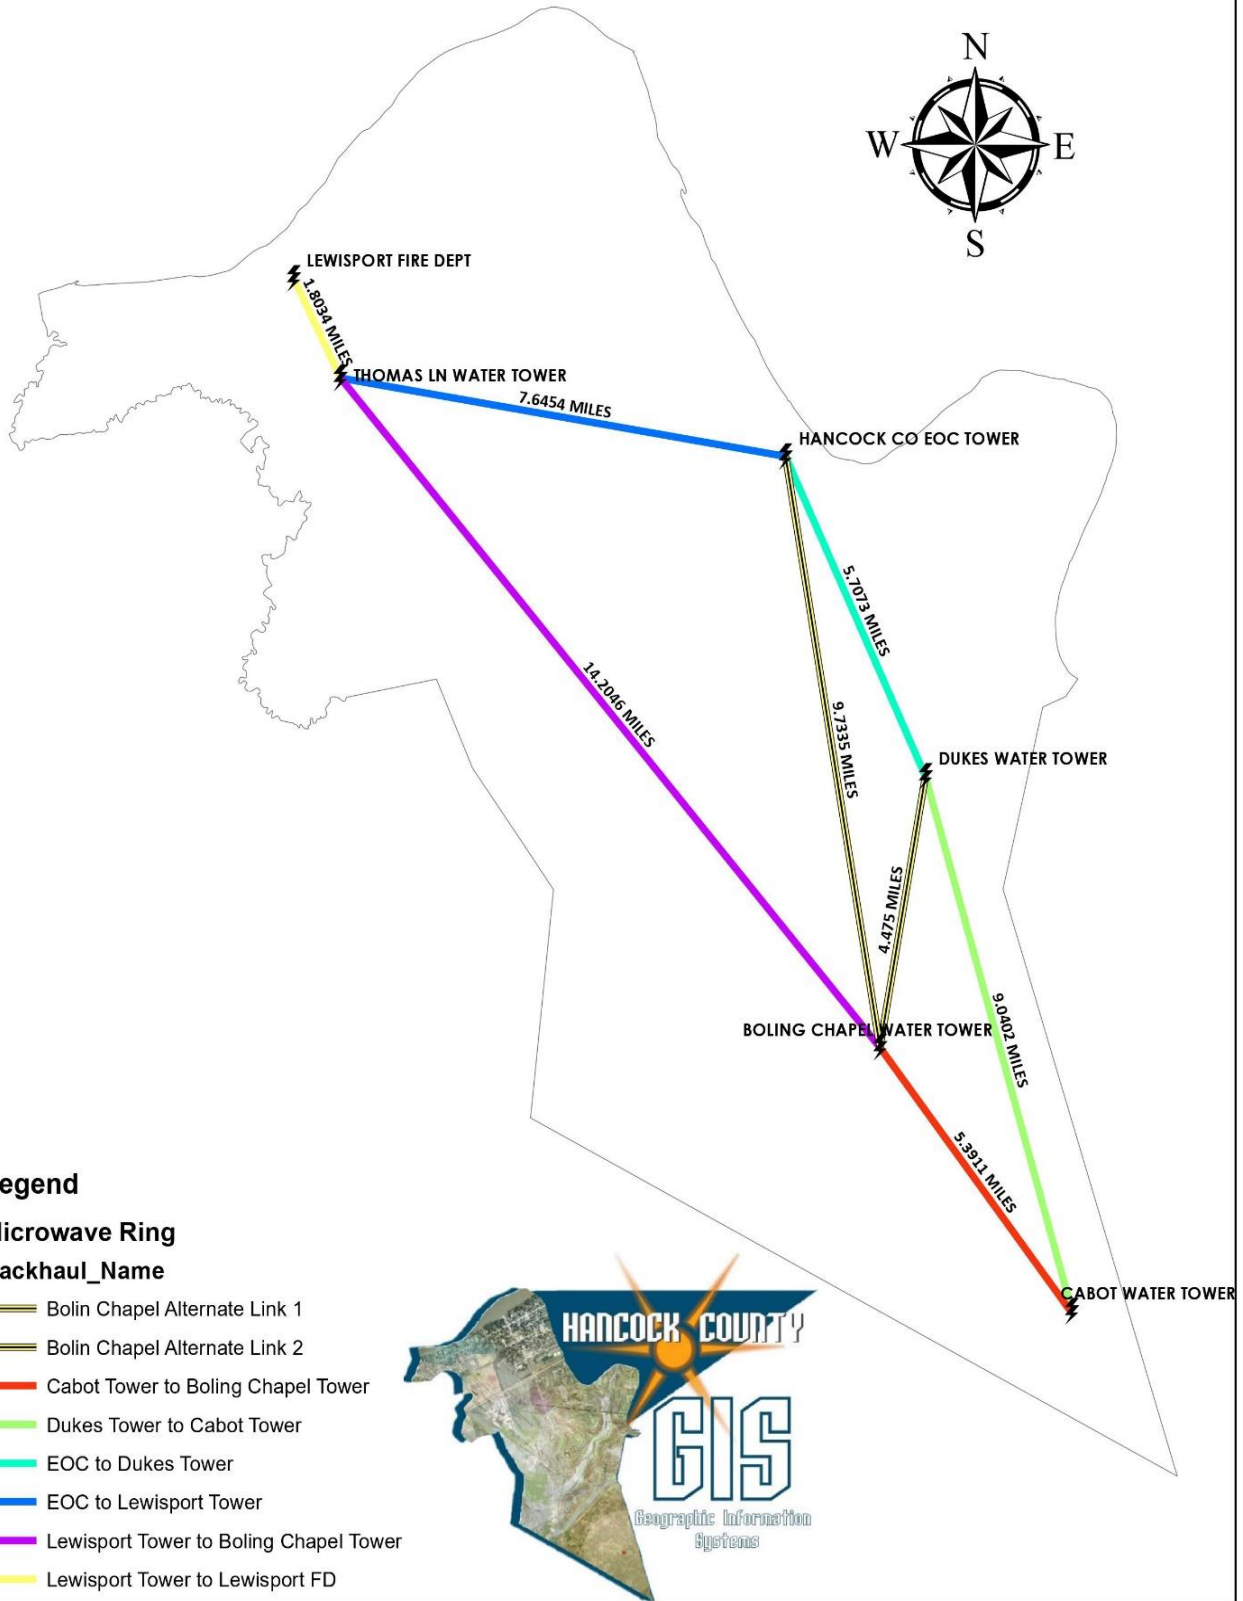 N
W E
S
LEWISPORT FIRE DEPT
1.8034 MILES
THOMAS LN WATER TOWER
7.6454 MILES
HANCOCK CO EOC TOWER
5.7073 MILES
14.2046 MILES
9.7335 MILES
DUKES WATER TOWER
4.475 MILES
BOLING CHAPEL WATER TOWER
9.0402 MILES
5.3911 MILES
CABOT WATER TOWER
egend
licrowave Ring
ackhaul_Name
Bolin Chapel Alternate Link 1
Bolin Chapel Alternate Link 2
Cabot Tower to Boling Chapel Tower
Dukes Tower to Cabot Tower
EOC to Dukes Tower
EOC to Lewisport Tower
Lewisport Tower to Boling Chapel Tower
Lewisport Tower to Lewisport FD
HANCOCK COUNTY
GIS
Geographic Information
Systems